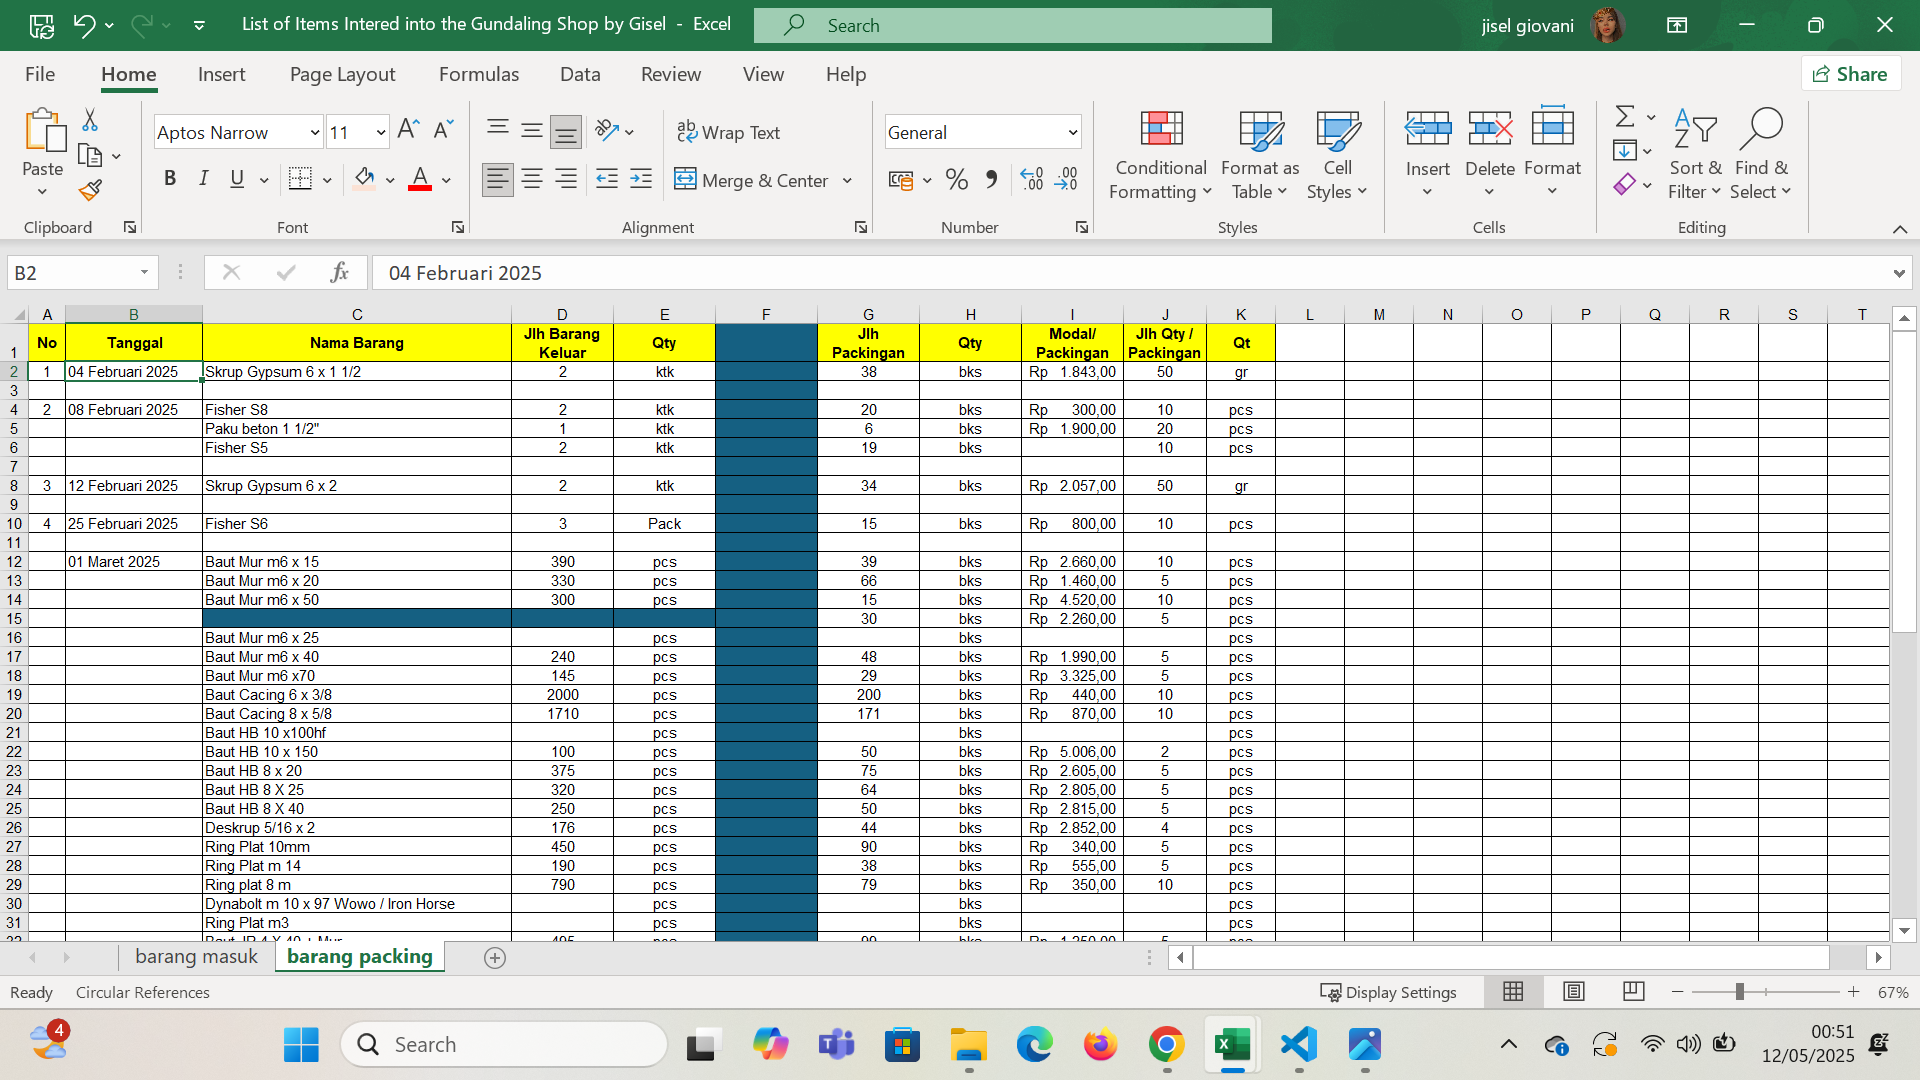 List of Items Intered into the Gundaling Shop by Gisel - Excel
Search
jisel giovani
File Home Insert Page Layout Formulas Data Review View Help
Share
Paste
Aptos Narrow 11
Wrap Text
Merge & Center
General
Conditional Formatting
Format as Table
Cell Styles
Insert
Delete
Format
Sort & Filter
Find & Select
Clipboard Font Alignment Number Styles Cells Editing
B2 fx 04 Februari 2025
A B C D E F G H I J K L M N O P Q R S T
1 No Tanggal Nama Barang Jlh Barang Keluar Qty Jlh Packingan Qty Modal/ Packingan Jlh Qty / Packingan Qt
2 1 04 Februari 2025 Skrup Gypsum 6 x 1 1/2 2 ktk 38 bks Rp 1.843,00 50 gr
3
4 2 08 Februari 2025 Fisher S8 2 ktk 20 bks Rp 300,00 10 pcs
5 Paku beton 1 1/2" 1 ktk 6 bks Rp 1.900,00 20 pcs
6 Fisher S5 2 ktk 19 bks 10 pcs
7
8 3 12 Februari 2025 Skrup Gypsum 6 x 2 2 ktk 34 bks Rp 2.057,00 50 gr
9
10 4 25 Februari 2025 Fisher S6 3 Pack 15 bks Rp 800,00 10 pcs
11
12 01 Maret 2025 Baut Mur m6 x 15 390 pcs 39 bks Rp 2.660,00 10 pcs
13 Baut Mur m6 x 20 330 pcs 66 bks Rp 1.460,00 5 pcs
14 Baut Mur m6 x 50 300 pcs 15 bks Rp 4.520,00 10 pcs
15 30 bks Rp 2.260,00 5 pcs
16 Baut Mur m6 x 25 pcs bks pcs
17 Baut Mur m6 x 40 240 pcs 48 bks Rp 1.990,00 5 pcs
18 Baut Mur m6 x70 145 pcs 29 bks Rp 3.325,00 5 pcs
19 Baut Cacing 6 x 3/8 2000 pcs 200 bks Rp 440,00 10 pcs
20 Baut Cacing 8 x 5/8 1710 pcs 171 bks Rp 870,00 10 pcs
21 Baut HB 10 x100hf pcs bks pcs
22 Baut HB 10 x 150 100 pcs 50 bks Rp 5.006,00 2 pcs
23 Baut HB 8 x 20 375 pcs 75 bks Rp 2.605,00 5 pcs
24 Baut HB 8 X 25 320 pcs 64 bks Rp 2.805,00 5 pcs
25 Baut HB 8 X 40 250 pcs 50 bks Rp 2.815,00 5 pcs
26 Deskrup 5/16 x 2 176 pcs 44 bks Rp 2.852,00 4 pcs
27 Ring Plat 10mm 450 pcs 90 bks Rp 340,00 5 pcs
28 Ring Plat m 14 190 pcs 38 bks Rp 555,00 5 pcs
29 Ring plat 8 m 790 pcs 79 bks Rp 350,00 10 pcs
30 Dynabolt m 10 x 97 Wowo / Iron Horse pcs bks pcs
31 Ring Plat m3 pcs bks pcs
barang masuk barang packing
Ready Circular References Display Settings 67%
4 Search 00:51
12/05/2025